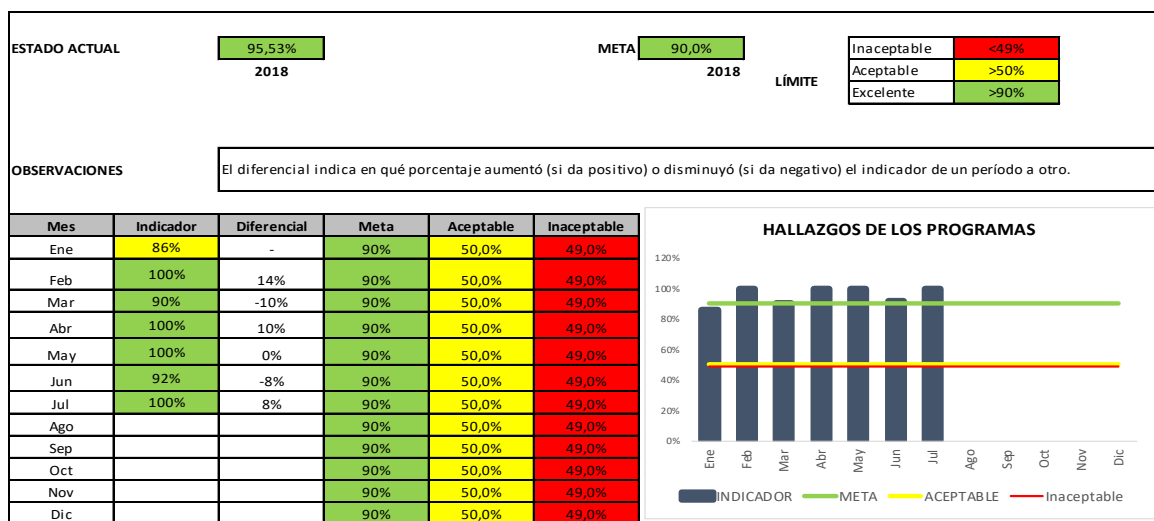 ESTADO ACTUAL 95,53% META 90,0% Inaceptable <49%
2018 2018 LÍMITE Aceptable >50%
Excelente >90%
OBSERVACIONES El diferencial indica en qué porcentaje aumentó (si da positivo) o disminuyó (si da negativo) el indicador de un período a otro.
Mes Indicador Diferencial Meta Aceptable Inaceptable
Ene 86% - 90% 50,0% 49,0%
Feb 100% 14% 90% 50,0% 49,0%
Mar 90% -10% 90% 50,0% 49,0%
Abr 100% 10% 90% 50,0% 49,0%
May 100% 0% 90% 50,0% 49,0%
Jun 92% -8% 90% 50,0% 49,0%
Jul 100% 8% 90% 50,0% 49,0%
Ago 90% 50,0% 49,0%
Sep 90% 50,0% 49,0%
Oct 90% 50,0% 49,0%
Nov 90% 50,0% 49,0%
Dic 90% 50,0% 49,0%
HALLAZGOS DE LOS PROGRAMAS
120%
100%
80%
60%
40%
20%
0%
Ene Feb Mar Abr May Jun Jul Ago Sep Oct Nov Dic
INDICADOR META ACEPTABLE Inaceptable